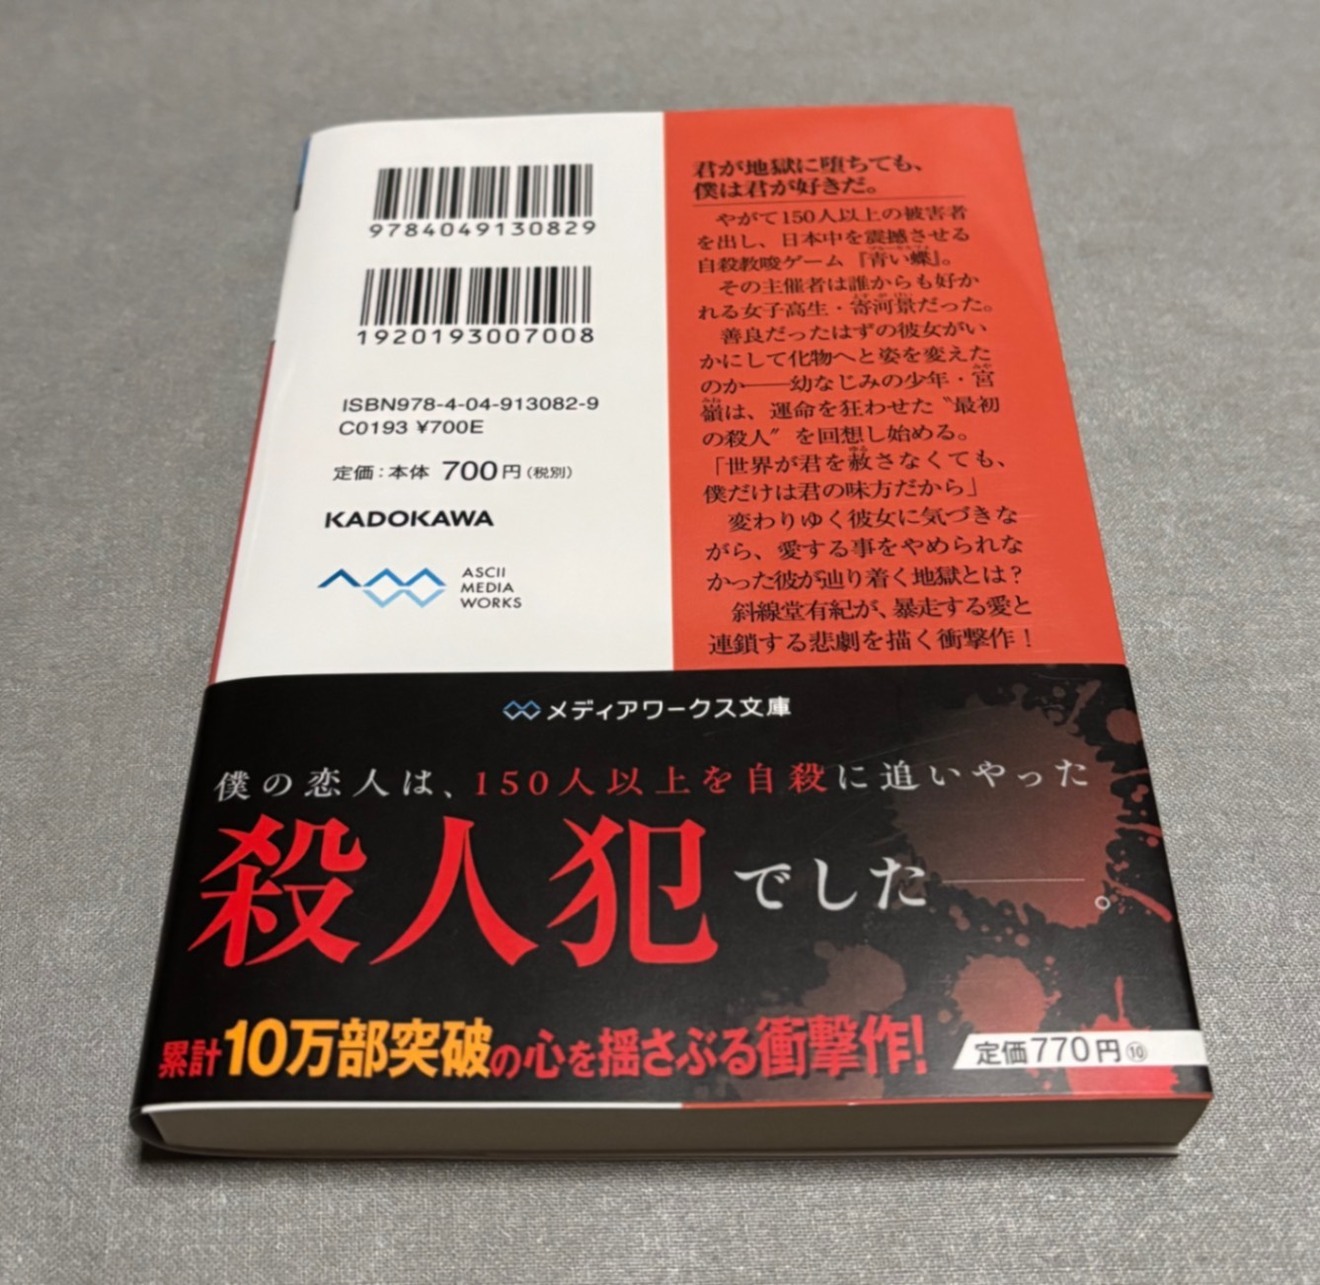 9784049130829
1920193007008
ISBN978-4-04-913082-9
C0193 ¥700E
定価:本体 700円(税別)
KADOKAWA
ASCII
MEDIA
WORKS
君が地獄に堕ちても、
僕は君が好きだ。
やがて150人以上の被害者
を出し、日本中を震撼させる
自殺教唆ゲーム『青い蝶』。
その主催者は誰からも好か
れる女子高生・寄河景だった。
善良だったはずの彼女がい
かにして化物へと姿を変えた
のか――幼なじみの少年・宮
嶺は、運命を狂わせた〝最初
の殺人〟を回想し始める。
「世界が君を赦さなくても、
僕だけは君の味方だから」
変わりゆく彼女に気づきな
がら、愛する事をやめられな
かった彼が辿り着く地獄とは?
斜線堂有紀が、暴走する愛と
連鎖する悲劇を描く衝撃作!
メディアワークス文庫
僕の恋人は、150人以上を自殺に追いやった
殺人犯でした――。
累計10万部突破の心を揺さぶる衝撃作!
定価770円⑩